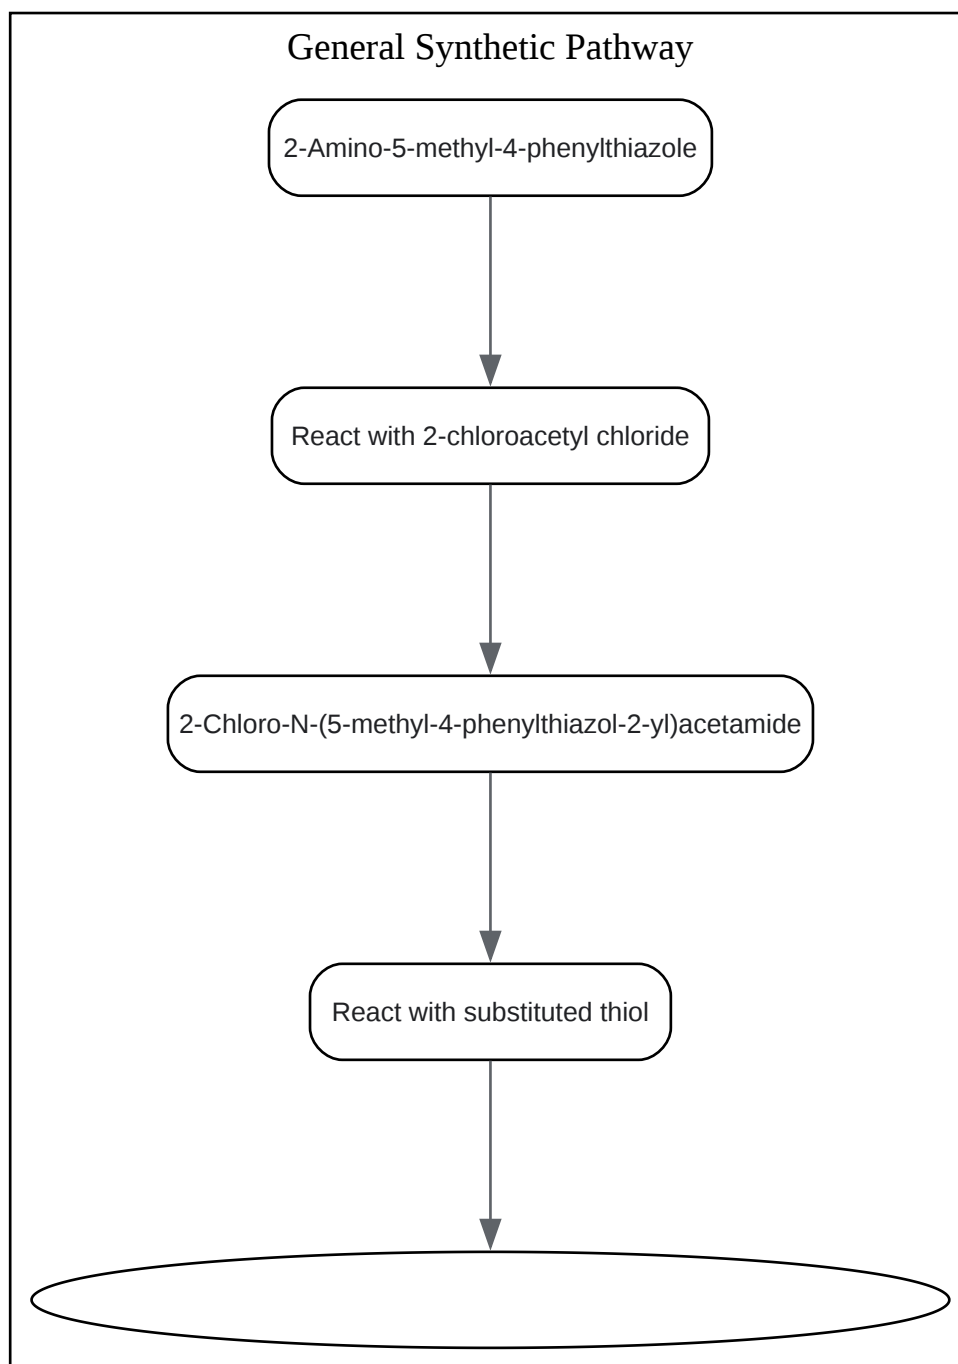 General Synthetic Pathway
2-Amino-5-methyl-4-phenylthiazole
React with 2-chloroacetyl chloride
2-Chloro-N-(5-methyl-4-phenylthiazol-2-yl)acetamide
React with substituted thiol